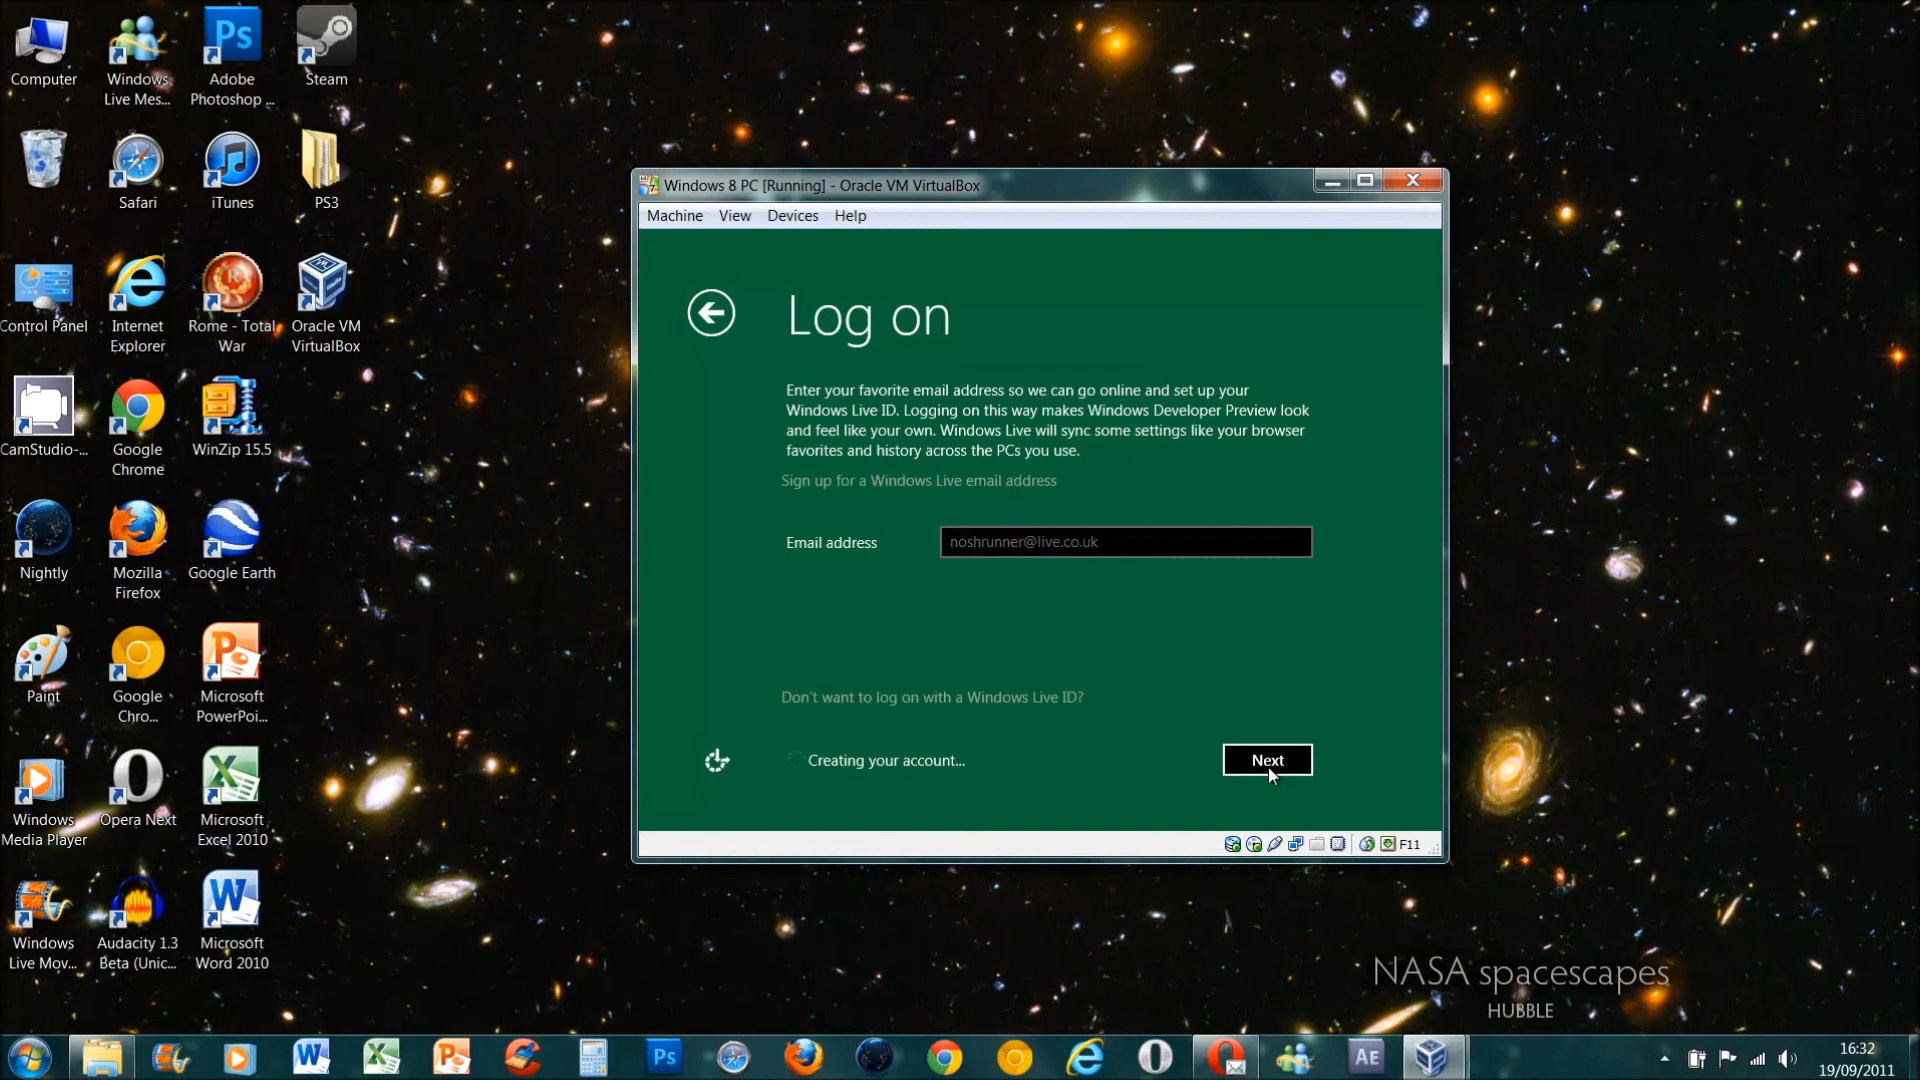 Computer
Windows
Live Mes...
Ps
Adobe
Photoshop ...
Steam
Safari
iTunes
PS3
Control Panel
Internet
Explorer
Rome - Total
War
Oracle VM
VirtualBox
CamStudio-...
Google
Chrome
WinZip 15.5
Nightly
Mozilla
Firefox
Google Earth
Paint
Google
Chro...
Microsoft
PowerPoi...
Windows
Media Player
Opera Next
Microsoft
Excel 2010
Windows
Live Mov...
Audacity 1.3
Beta (Unic...
Microsoft
Word 2010
Windows 8 PC [Running] - Oracle VM VirtualBox
Machine View Devices Help
Log on
Enter your favorite email address so we can go online and set up your
Windows Live ID. Logging on this way makes Windows Developer Preview look
and feel like your own. Windows Live will sync some settings like your browser
favorites and history across the PCs you use.
Sign up for a Windows Live email address
Email address
noshrunner@live.co.uk
Don't want to log on with a Windows Live ID?
Creating your account...
Next
F11
NASA spacescapes
HUBBLE
Ps
AE
16:32
19/09/2011